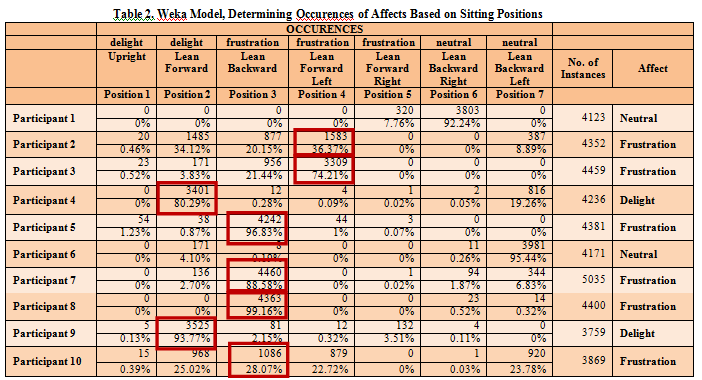 Table 2. Weka Model, Determining Occurences of Affects Based on Sitting Positions
OCCURENCES
delight delight frustration frustration frustration neutral neutral
Upright Lean Forward Lean Backward Lean Forward Left Lean Forward Right Lean Backward Right Lean Backward Left No. of Instances Affect
Position 1 Position 2 Position 3 Position 4 Position 5 Position 6 Position 7
Participant 1 0 0 0 0 320 3803 0 4123 Neutral
0% 0% 0% 0% 7.76% 92.24% 0%
Participant 2 20 1485 877 1583 0 0 387 4352 Frustration
0.46% 34.12% 20.15% 36.37% 0% 0% 8.89%
Participant 3 23 171 956 3309 0 0 0 4459 Frustration
0.52% 3.83% 21.44% 74.21% 0% 0% 0%
Participant 4 0 3401 12 4 1 2 816 4236 Delight
0% 80.29% 0.28% 0.09% 0.02% 0.05% 19.26%
Participant 5 54 38 4242 44 3 0 0 4381 Frustration
1.23% 0.87% 96.83% 1% 0.07% 0% 0%
Participant 6 0 171 8 0 0 11 3981 4171 Neutral
0% 4.10% 0.19% 0% 0% 0.26% 95.44%
Participant 7 0 136 4460 0 1 94 344 5035 Frustration
0% 2.70% 88.58% 0% 0.02% 1.87% 6.83%
Participant 8 0 0 4363 0 0 23 14 4400 Frustration
0% 0% 99.16% 0% 0% 0.52% 0.32%
Participant 9 5 3525 81 12 132 4 0 3759 Delight
0.13% 93.77% 2.15% 0.32% 3.51% 0.11% 0%
Participant 10 15 968 1086 879 0 1 920 3869 Frustration
0.39% 25.02% 28.07% 22.72% 0% 0.03% 23.78%